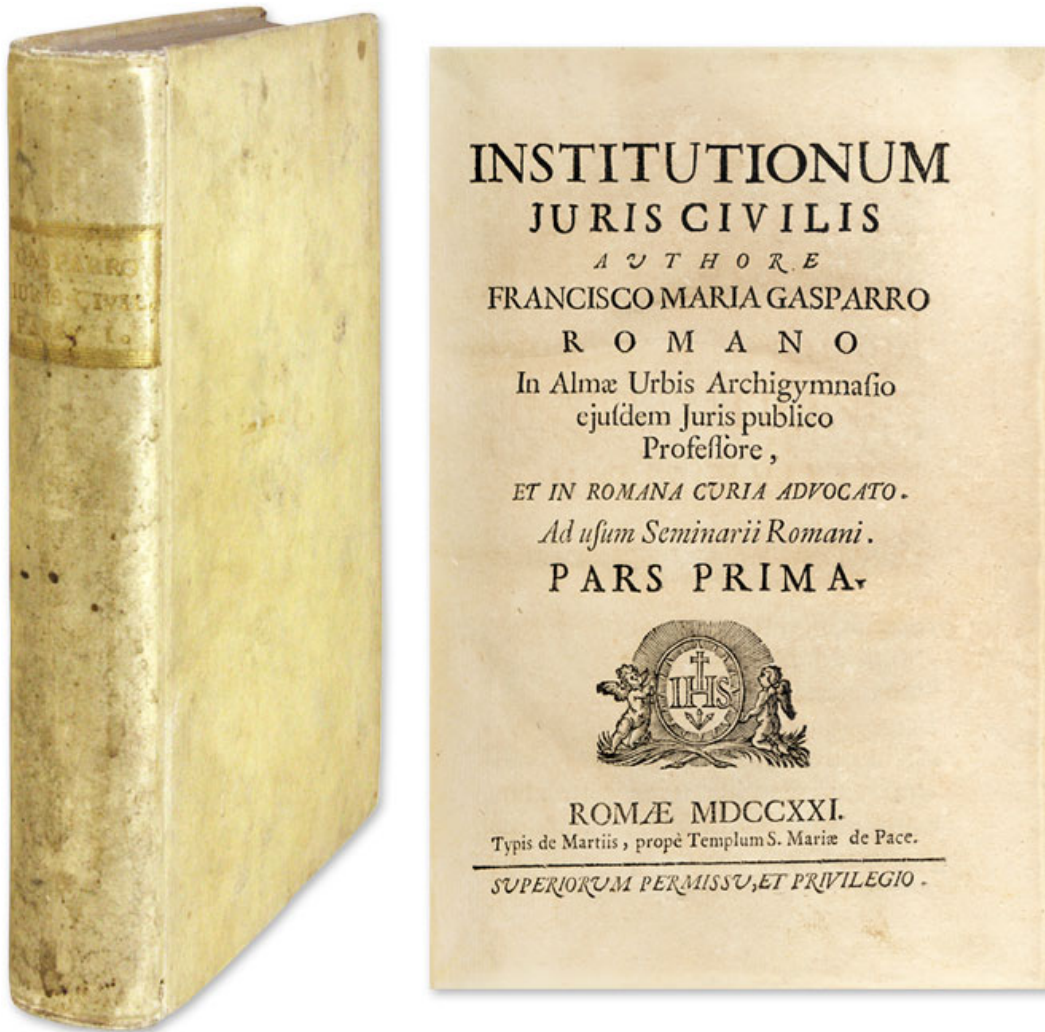 GASPARRO
IURIS CIVIL
PARS I.
INSTITUTIONUM
JURIS CIVILIS
AUTHORE
FRANCISCO MARIA GASPARRO
ROMANO
In Almæ Urbis Archigymnaſio
ejuſdem Juris publico
Profeſſore,
ET IN ROMANA CURIA ADVOCATO.
Ad uſum Seminarii Romani.
PARS PRIMA.
IHS
ROMÆ MDCCXXI.
Typis de Martiis, propè Templum S. Mariæ de Pace.
SUPERIORUM PERMISSU, ET PRIVILEGIO.